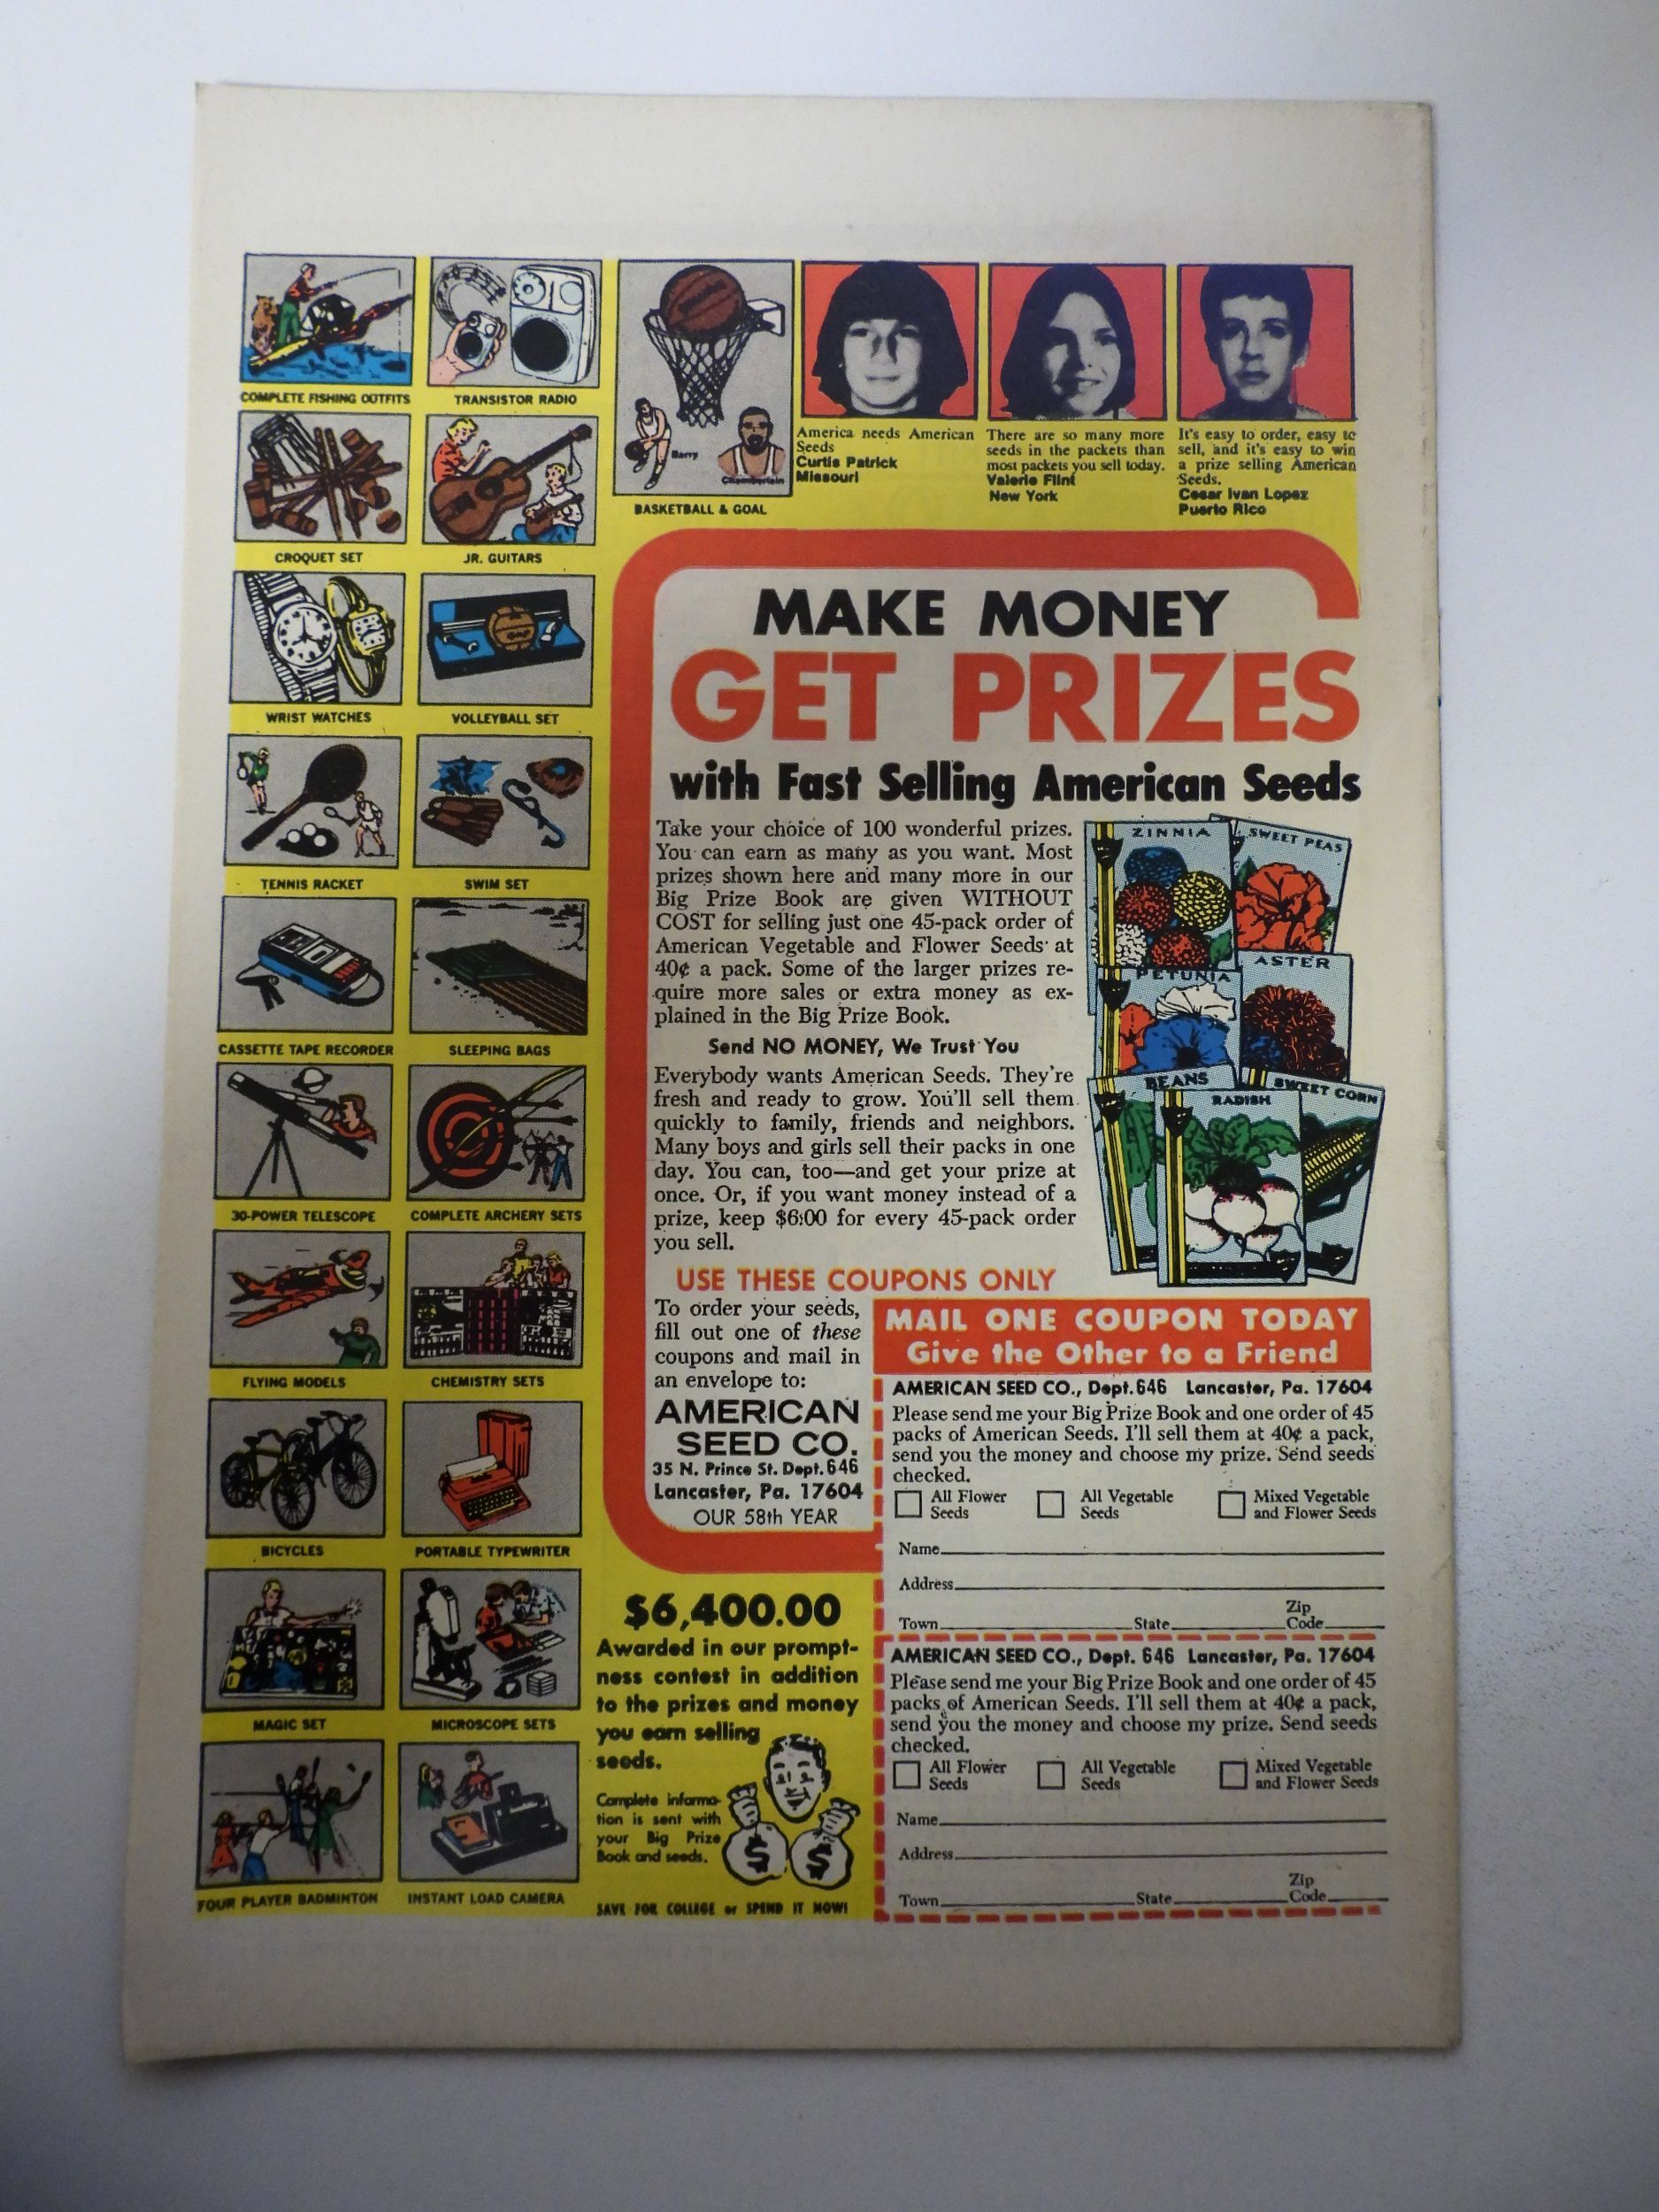 COMPLETE FISHING OUTFITS
TRANSISTOR RADIO
CROQUET SET
JR. GUITARS
WRIST WATCHES
VOLLEYBALL SET
TENNIS RACKET
SWIM SET
CASSETTE TAPE RECORDER
SLEEPING BAGS
30-POWER TELESCOPE
COMPLETE ARCHERY SETS
FLYING MODELS
CHEMISTRY SETS
BICYCLES
PORTABLE TYPEWRITER
MAGIC SET
MICROSCOPE SETS
FOUR PLAYER BADMINTON
INSTANT LOAD CAMERA
Barry
Chamberlain
BASKETBALL & GOAL
America needs American
Seeds
Curtis Patrick
Missouri
There are so many more
seeds in the packets than
most packets you sell today.
Valerie Flint
New York
It's easy to order, easy to
sell, and it's easy to win
a prize selling American
Seeds.
Cesar Ivan Lopez
Puerto Rico
MAKE MONEY
GET PRIZES
with Fast Selling American Seeds
Take your choice of 100 wonderful prizes.
You can earn as many as you want. Most
prizes shown here and many more in our
Big Prize Book are given WITHOUT
COST for selling just one 45-pack order of
American Vegetable and Flower Seeds at
40¢ a pack. Some of the larger prizes re-
quire more sales or extra money as ex-
plained in the Big Prize Book.
Send NO MONEY, We Trust You
Everybody wants American Seeds. They're
fresh and ready to grow. You'll sell them
quickly to family, friends and neighbors.
Many boys and girls sell their packs in one
day. You can, too—and get your prize at
once. Or, if you want money instead of a
prize, keep $6.00 for every 45-pack order
you sell.
ZINNIA
SWEET PEAS
PETUNIA
ASTER
BEANS
RADISH
SWEET CORN
USE THESE COUPONS ONLY
To order your seeds,
fill out one of these
coupons and mail in
an envelope to:
AMERICAN
SEED CO.
35 N. Prince St. Dept. 646
Lancaster, Pa. 17604
OUR 58th YEAR
MAIL ONE COUPON TODAY
Give the Other to a Friend
AMERICAN SEED CO., Dept. 646 Lancaster, Pa. 17604
Please send me your Big Prize Book and one order of 45
packs of American Seeds. I'll sell them at 40¢ a pack,
send you the money and choose my prize. Send seeds
checked.
All Flower Seeds
All Vegetable Seeds
Mixed Vegetable and Flower Seeds
Name
Address
Town State Zip Code
AMERICAN SEED CO., Dept. 646 Lancaster, Pa. 17604
Please send me your Big Prize Book and one order of 45
packs of American Seeds. I'll sell them at 40¢ a pack,
send you the money and choose my prize. Send seeds
checked.
All Flower Seeds
All Vegetable Seeds
Mixed Vegetable and Flower Seeds
Name
Address
Town State Zip Code
$6,400.00
Awarded in our prompt-
ness contest in addition
to the prizes and money
you earn selling
seeds.
Complete informa-
tion is sent with
your Big Prize
Book and seeds.
$ $
SAVE FOR COLLEGE or SPEND IT NOW!